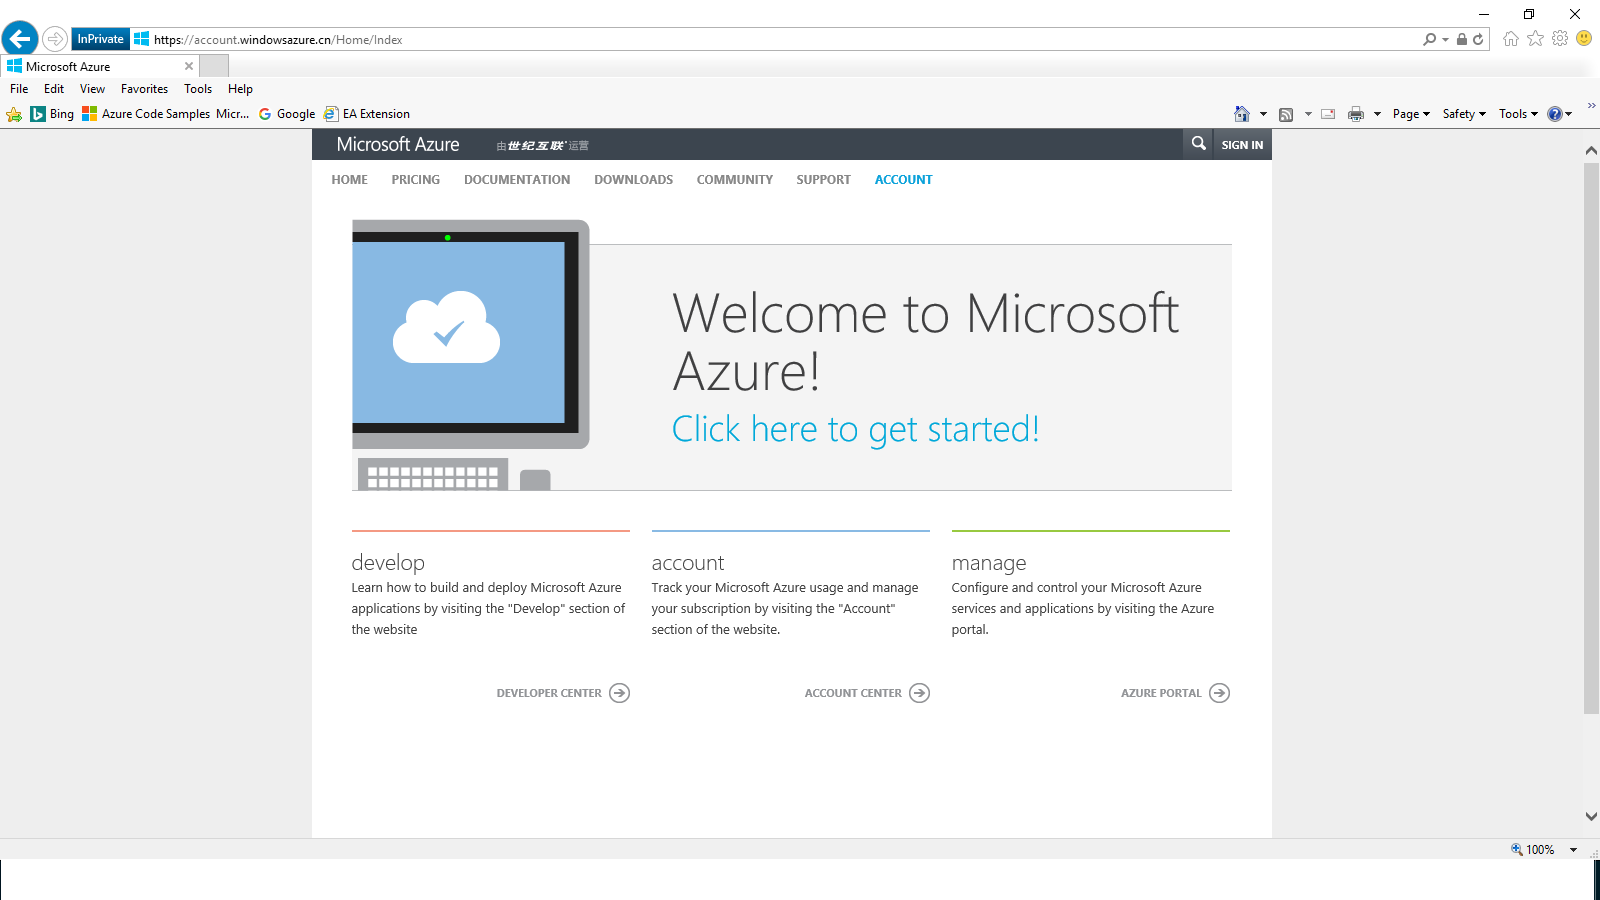 InPrivate https://account.windowsazure.cn/Home/Index
Microsoft Azure
File Edit View Favorites Tools Help
Bing Azure Code Samples Micr... Google EA Extension Page Safety Tools
Microsoft Azure 由世纪互联运营 SIGN IN
HOME PRICING DOCUMENTATION DOWNLOADS COMMUNITY SUPPORT ACCOUNT
Welcome to Microsoft
Azure!
Click here to get started!
develop
Learn how to build and deploy Microsoft Azure
applications by visiting the "Develop" section of
the website
DEVELOPER CENTER
account
Track your Microsoft Azure usage and manage
your subscription by visiting the "Account"
section of the website.
ACCOUNT CENTER
manage
Configure and control your Microsoft Azure
services and applications by visiting the Azure
portal.
AZURE PORTAL
100%